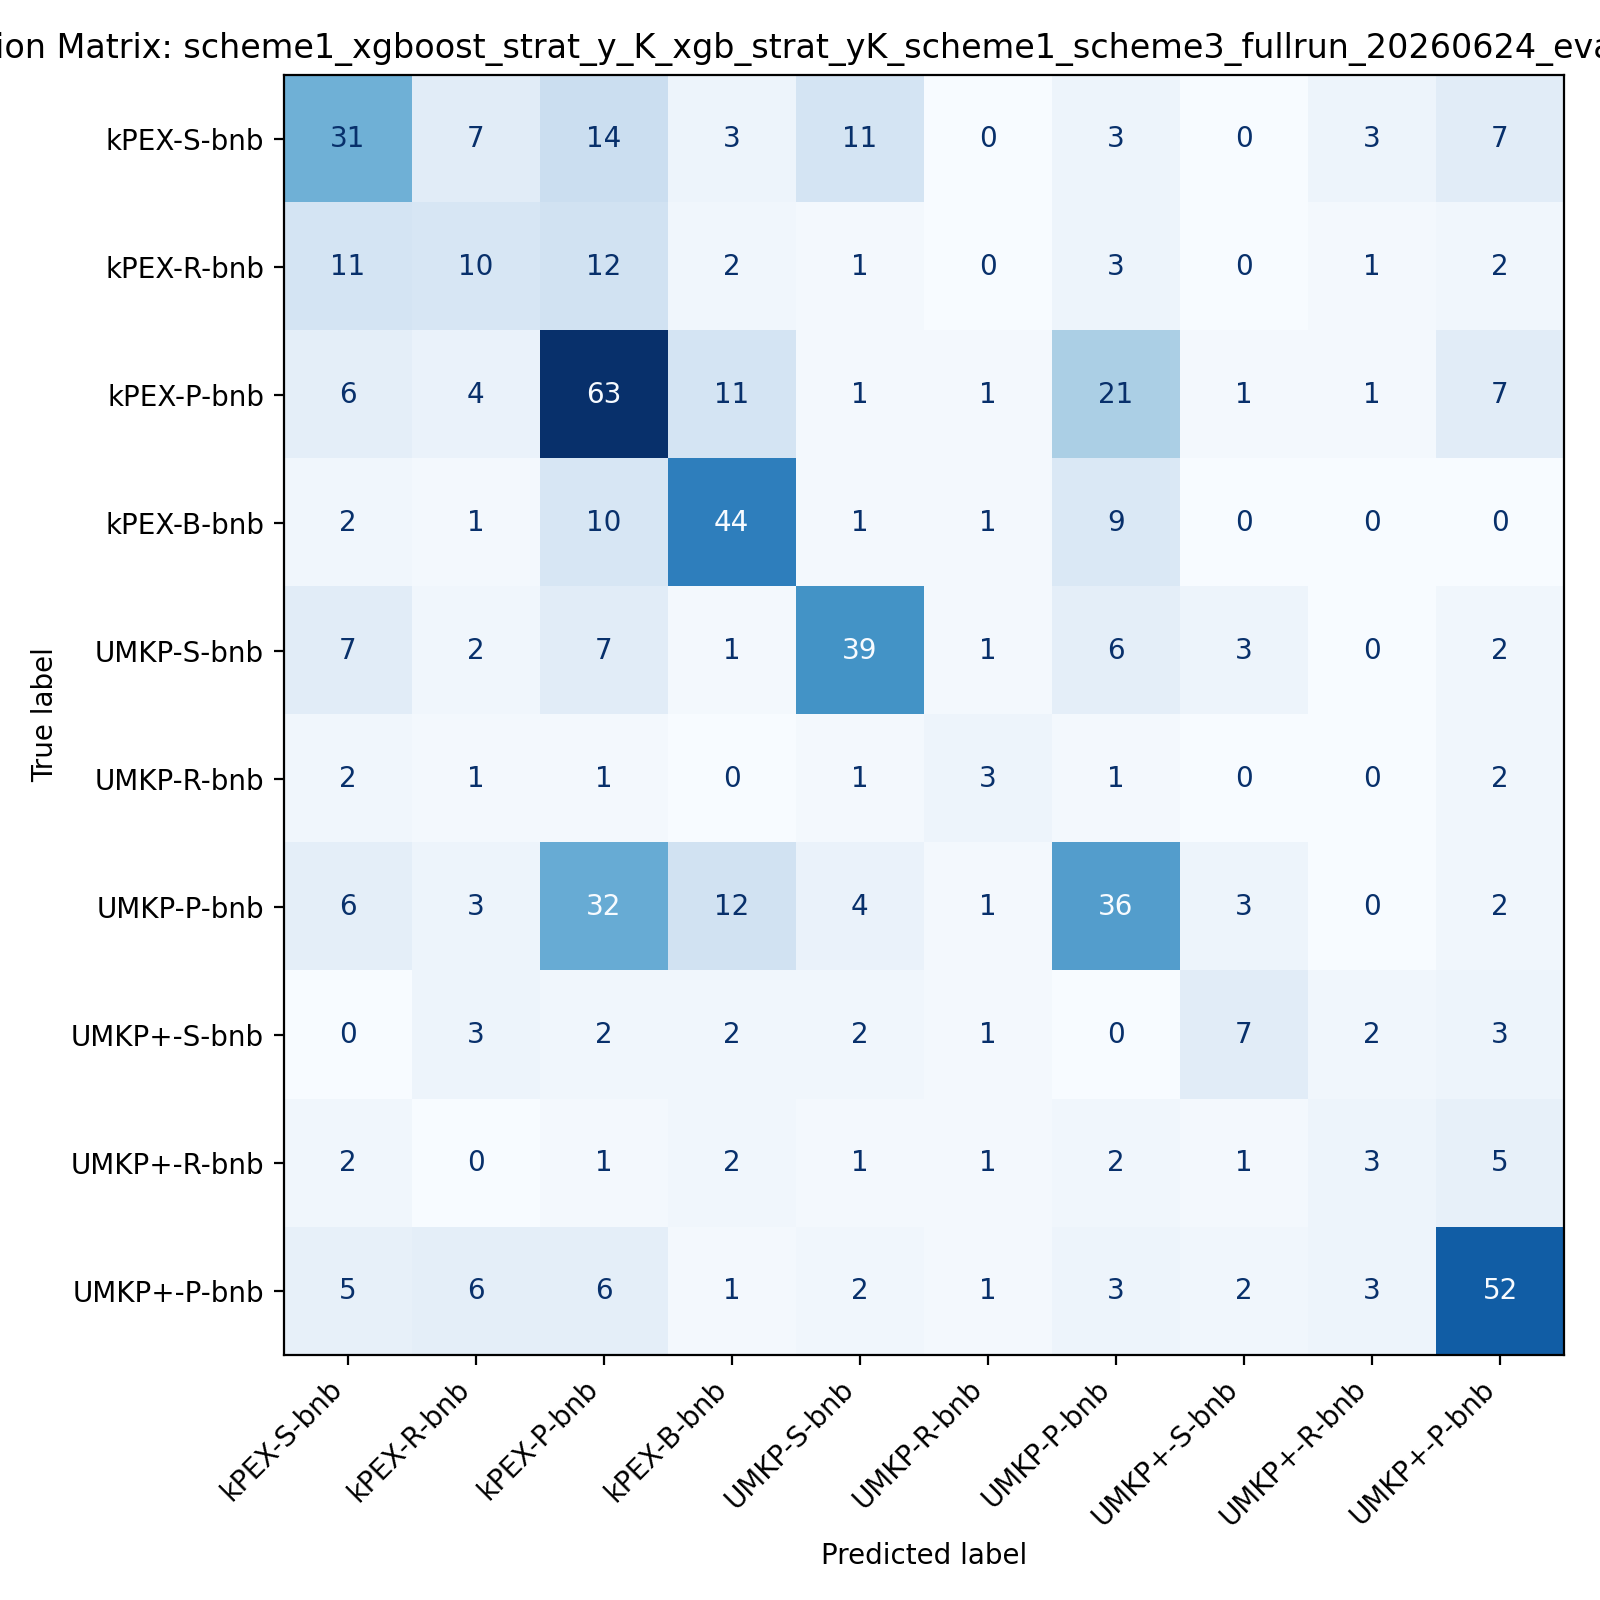 ion Matrix: scheme1_xgboost_strat_y_K_xgb_strat_yK_scheme1_scheme3_fullrun_20260624_eva
kPEX-S-bnb 31 7 14 3 11 0 3 0 3 7
kPEX-R-bnb 11 10 12 2 1 0 3 0 1 2
kPEX-P-bnb 6 4 63 11 1 1 21 1 1 7
kPEX-B-bnb 2 1 10 44 1 1 9 0 0 0
UMKP-S-bnb 7 2 7 1 39 1 6 3 0 2
UMKP-R-bnb 2 1 1 0 1 3 1 0 0 2
UMKP-P-bnb 6 3 32 12 4 1 36 3 0 2
UMKP+-S-bnb 0 3 2 2 2 1 0 7 2 3
UMKP+-R-bnb 2 0 1 2 1 1 2 1 3 5
UMKP+-P-bnb 5 6 6 1 2 1 3 2 3 52
True label
kPEX-S-bnb kPEX-R-bnb kPEX-P-bnb kPEX-B-bnb UMKP-S-bnb UMKP-R-bnb UMKP-P-bnb UMKP+-S-bnb UMKP+-R-bnb UMKP+-P-bnb
Predicted label